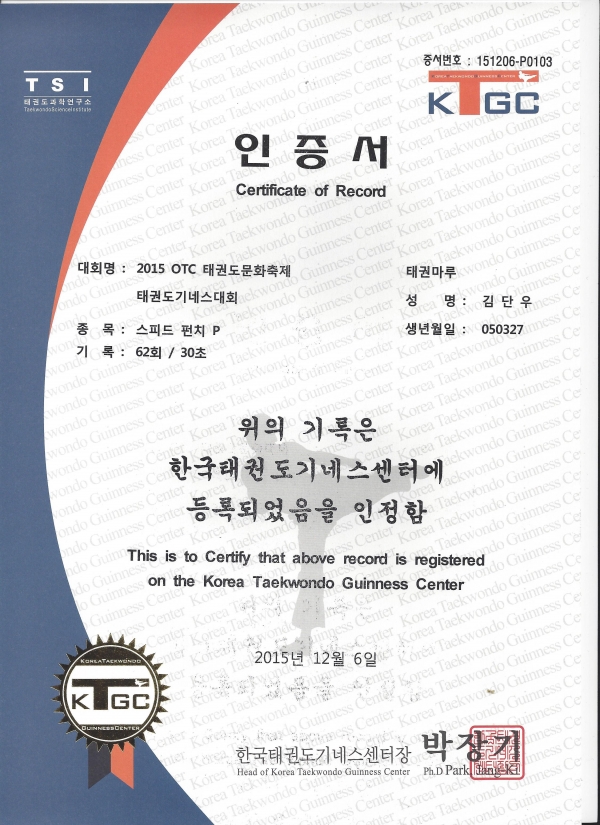 증서번호 : 151206-P0103
TSI
태권도과학연구소
TaekwondoScienceInstitute
KTGC
인증서
Certificate of Record
대회명 : 2015 OTC 태권도문화축제
태권도기네스대회
종 목 : 스피드 펀치 P
기 록 : 62회 / 30초
태권마루
성 명 : 김 단 우
생년월일 : 050327
위의 기록은
한국태권도기네스센터에
등록되었음을 인정함
This is to Certify that above record is registered
on the Korea Taekwondo Guinness Center
2015년 12월 6일
KOREATAEKWONDO
KTGC
GUINNESSCENTER
한국태권도기네스센터장 박장기
Head of Korea Taekwondo Guinness Center Ph.D Park, Jang-Ki